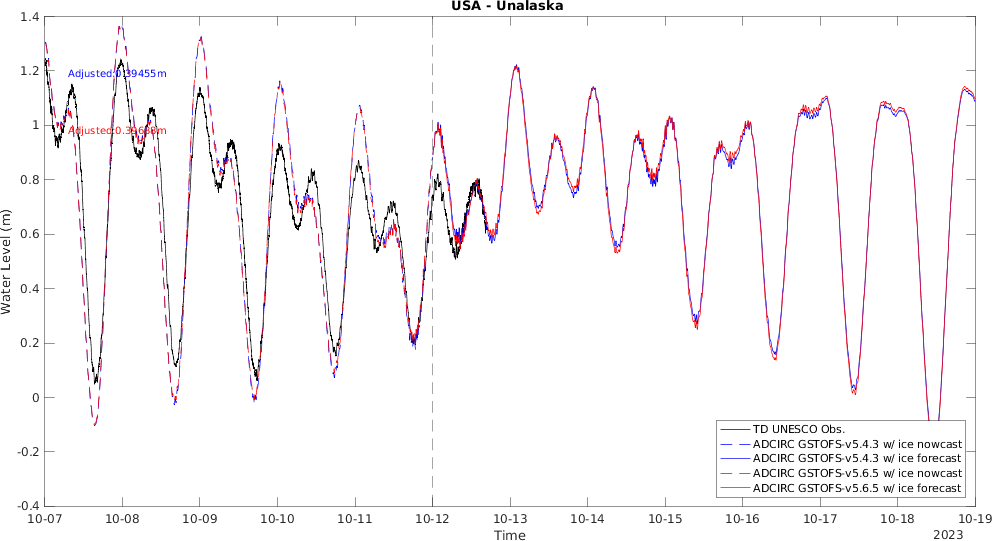 USA - Unalaska
1.4
1.2
1
0.8
0.6
0.4
0.2
0
-0.2
-0.4
Water Level (m)
Adjusted:0.39455m
TD UNESCO Obs.
ADCIRC GSTOFS-v5.4.3 w/ ice nowcast
ADCIRC GSTOFS-v5.4.3 w/ ice forecast
ADCIRC GSTOFS-v5.6.5 w/ ice nowcast
ADCIRC GSTOFS-v5.6.5 w/ ice forecast
10-07 10-08 10-09 10-10 10-11 10-12 10-13 10-14 10-15 10-16 10-17 10-18 10-19
Time
2023